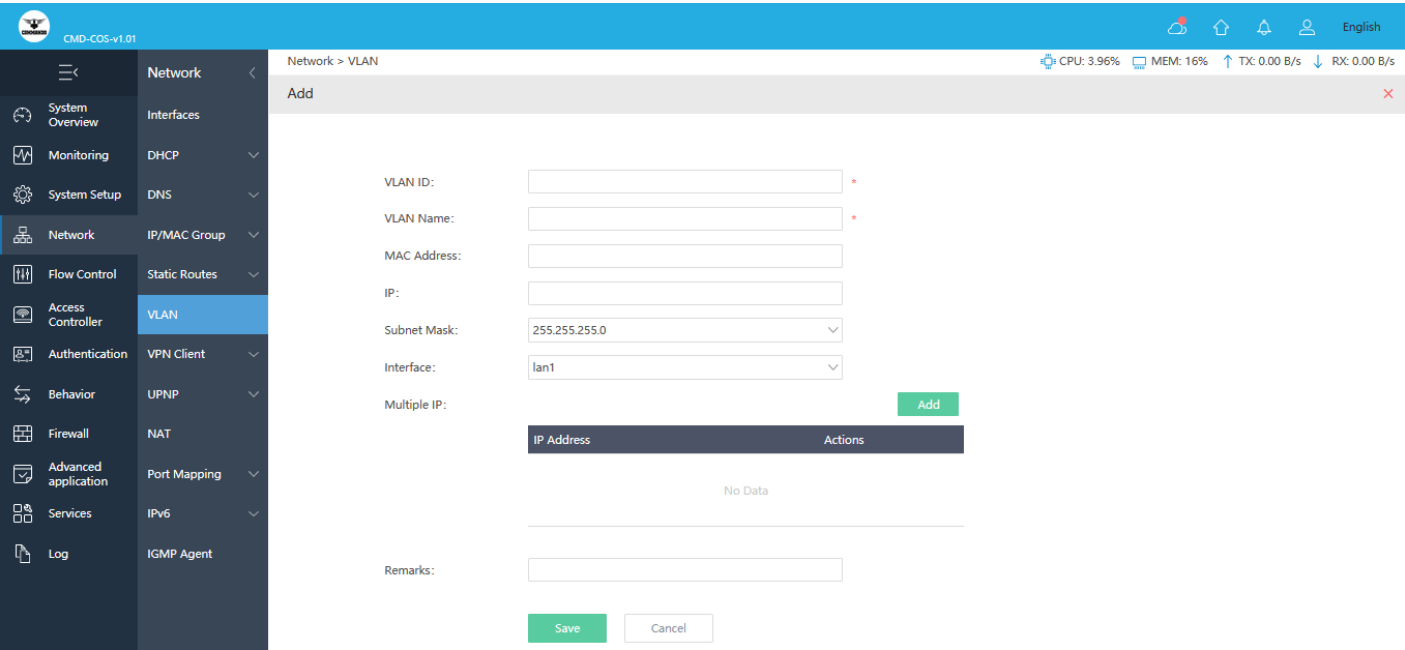 COMMANDO
CMD-COS-v1.01
English
Network > VLAN
CPU: 3.96%
MEM: 16%
TX: 0.00 B/s
RX: 0.00 B/s
System
Overview
Monitoring
System Setup
Network
Flow Control
Access
Controller
Authentication
Behavior
Firewall
Advanced
application
Services
Log
Network
Interfaces
DHCP
DNS
IP/MAC Group
Static Routes
VLAN
VPN Client
UPNP
NAT
Port Mapping
IPv6
IGMP Agent
Add
VLAN ID: *
VLAN Name: *
MAC Address:
IP:
Subnet Mask: 255.255.255.0
Interface: lan1
Multiple IP: Add
IP Address Actions
No Data
Remarks:
Save Cancel